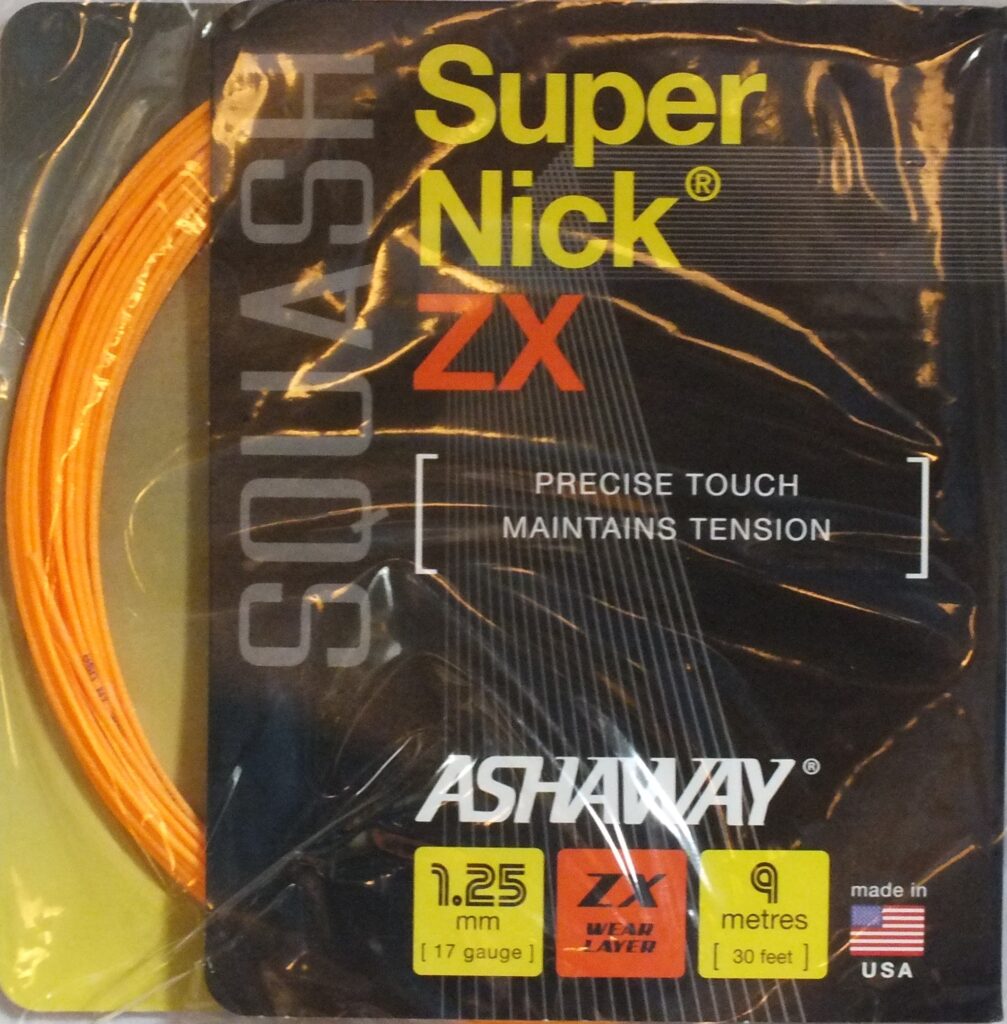 SQUASH
Super
Nick®
ZX
PRECISE TOUCH
MAINTAINS TENSION
ASHAWAY®
1.25
mm
[ 17 gauge ]
ZX
WEAR
LAYER
9
metres
[ 30 feet ]
made in
USA